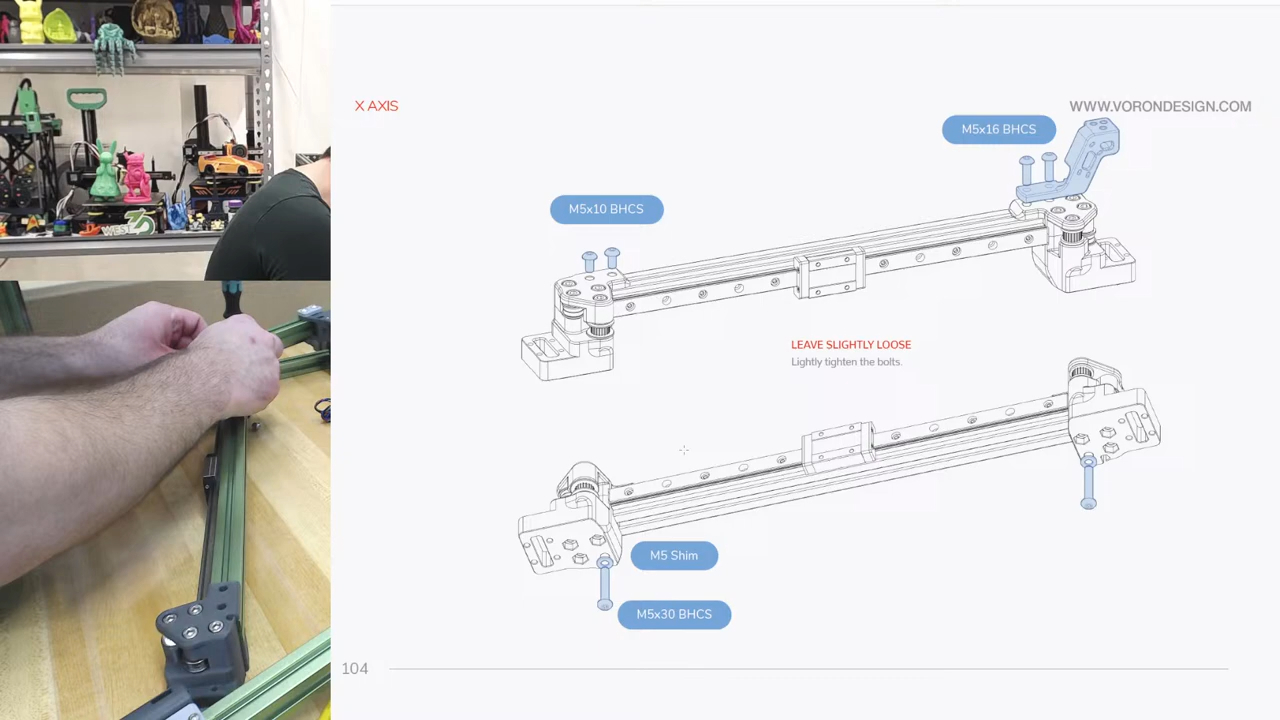 X AXIS
WWW.VORONDESIGN.COM
M5x16 BHCS
M5x10 BHCS
LEAVE SLIGHTLY LOOSE
Lightly tighten the bolts.
M5 Shim
M5x30 BHCS
104
WEST3D